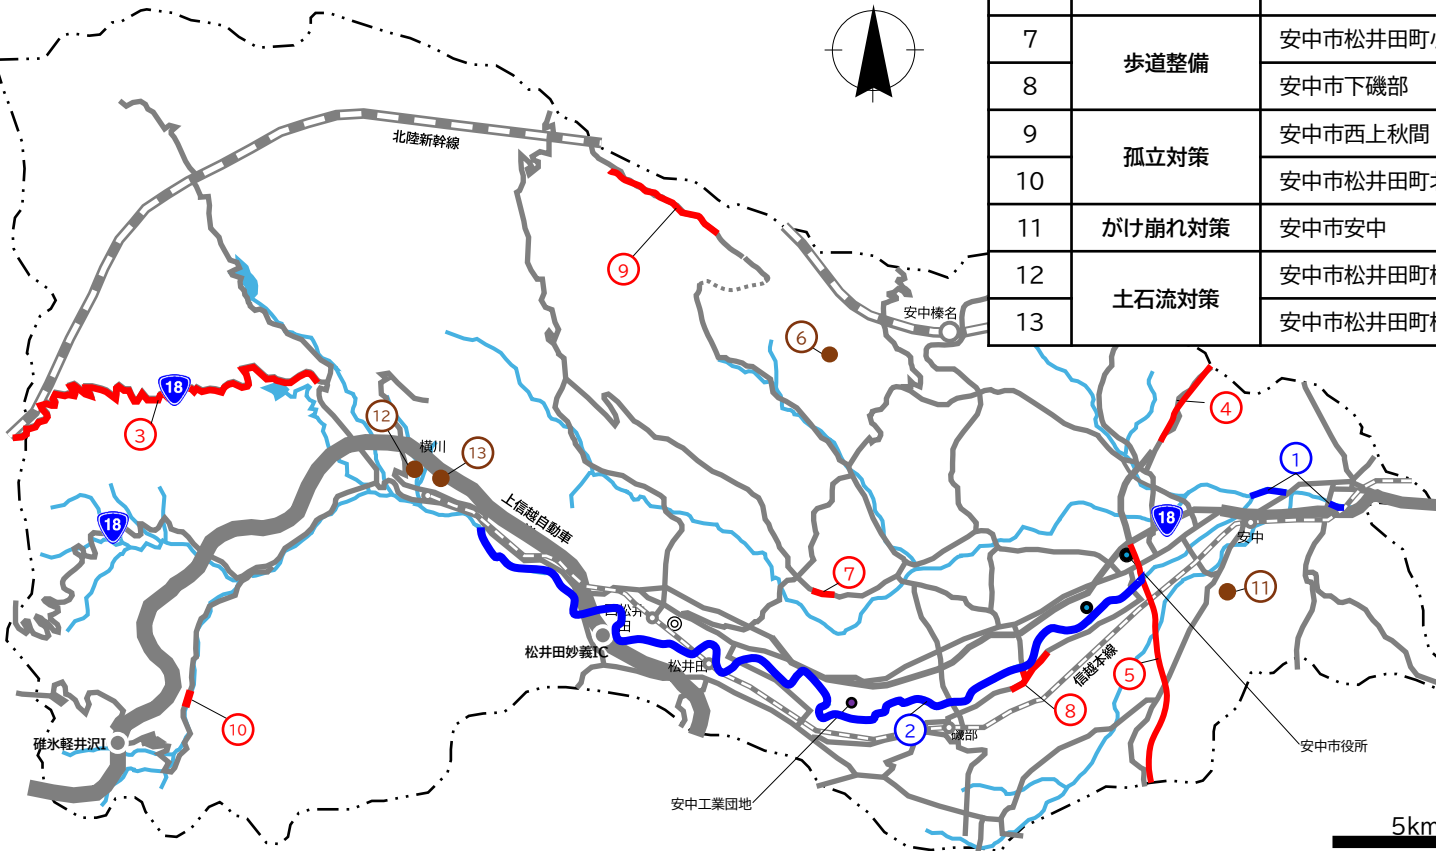 7
歩道整備
安中市松井田町
8
安中市下磯部
9
孤立対策
安中市西上秋間
10
安中市松井田町
11
がけ崩れ対策
安中市安中
12
土石流対策
安中市松井田町
13
安中市松井田町
北陸新幹線
9
安中榛名
6
18
3
12
横川
13
4
1
18
上信越自動車
18
安中
7
11
西松井田
松井田妙義IC
松井田
信越本線
5
8
10
2
磯部
碓氷軽井沢I
安中市役所
安中工業団地
5km